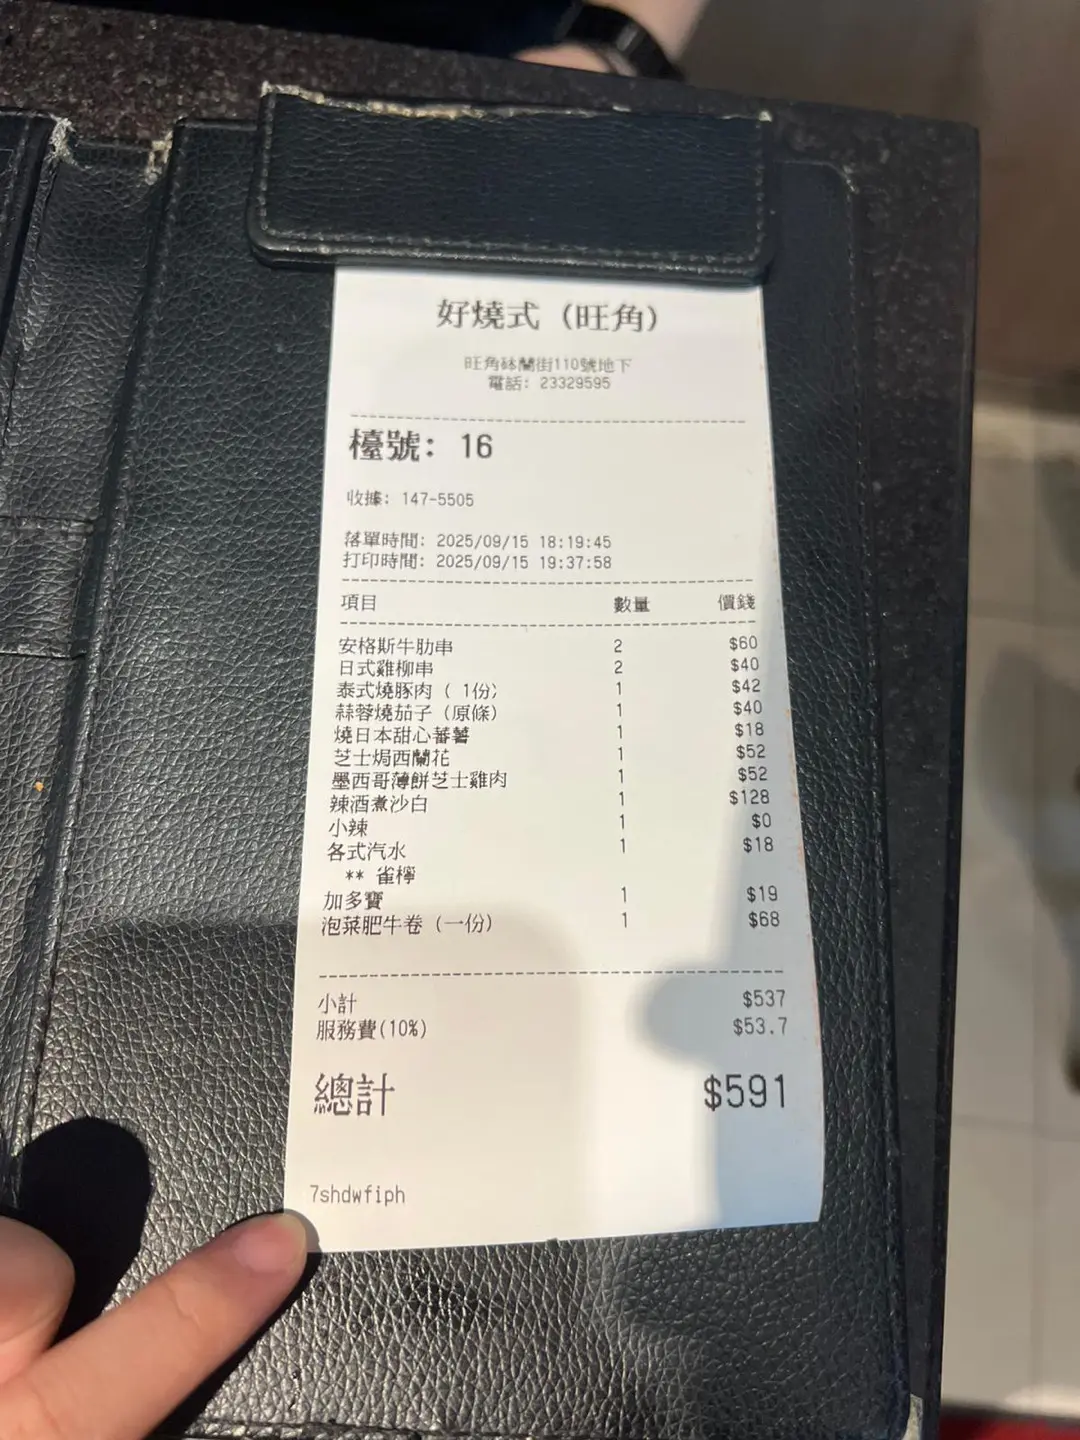 好燒式 (旺角)
旺角砵蘭街110號地下
電話: 23329595
檯號: 16
收據: 147-5505
落單時間: 2025/09/15 18:19:45
打印時間: 2025/09/15 19:37:58
項目 數量 價錢
安格斯牛肋串 2 $60
日式雞柳串 2 $40
泰式燒豚肉 ( 1份) 1 $42
蒜蓉燒茄子 (原條) 1 $40
燒日本甜心蕃薯 1 $18
芝士焗西蘭花 1 $52
墨西哥薄餅芝士雞肉 1 $52
辣酒煮沙白 1 $128
小辣 1 $0
各式汽水 1 $18
** 雀檸
加多寶 1 $19
泡菜肥牛卷 (一份) 1 $68
小計 $537
服務費(10%) $53.7
總計 $591
7shdwfiph